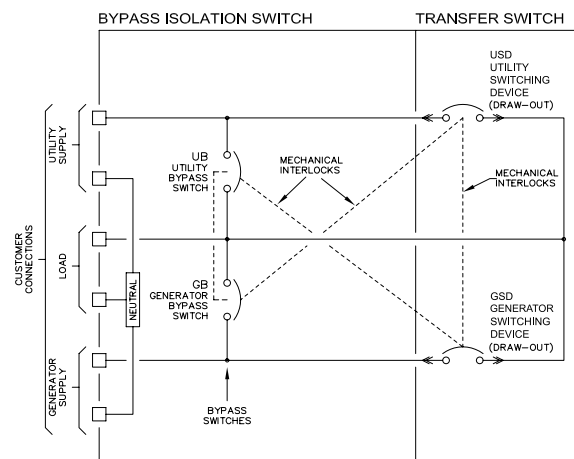 BYPASS ISOLATION SWITCH
TRANSFER SWITCH
USD
UTILITY
SWITCHING
DEVICE
(DRAW-OUT)
UTILITY
SUPPLY
UB
UTILITY
BYPASS
SWITCH
MECHANICAL
INTERLOCKS
MECHANICAL
INTERLOCKS
CUSTOMER
CONNECTIONS
LOAD
NEUTRAL
GB
GENERATOR
BYPASS
SWITCH
GSD
GENERATOR
SWITCHING
DEVICE
(DRAW-OUT)
GENERATOR
SUPPLY
BYPASS
SWITCHES